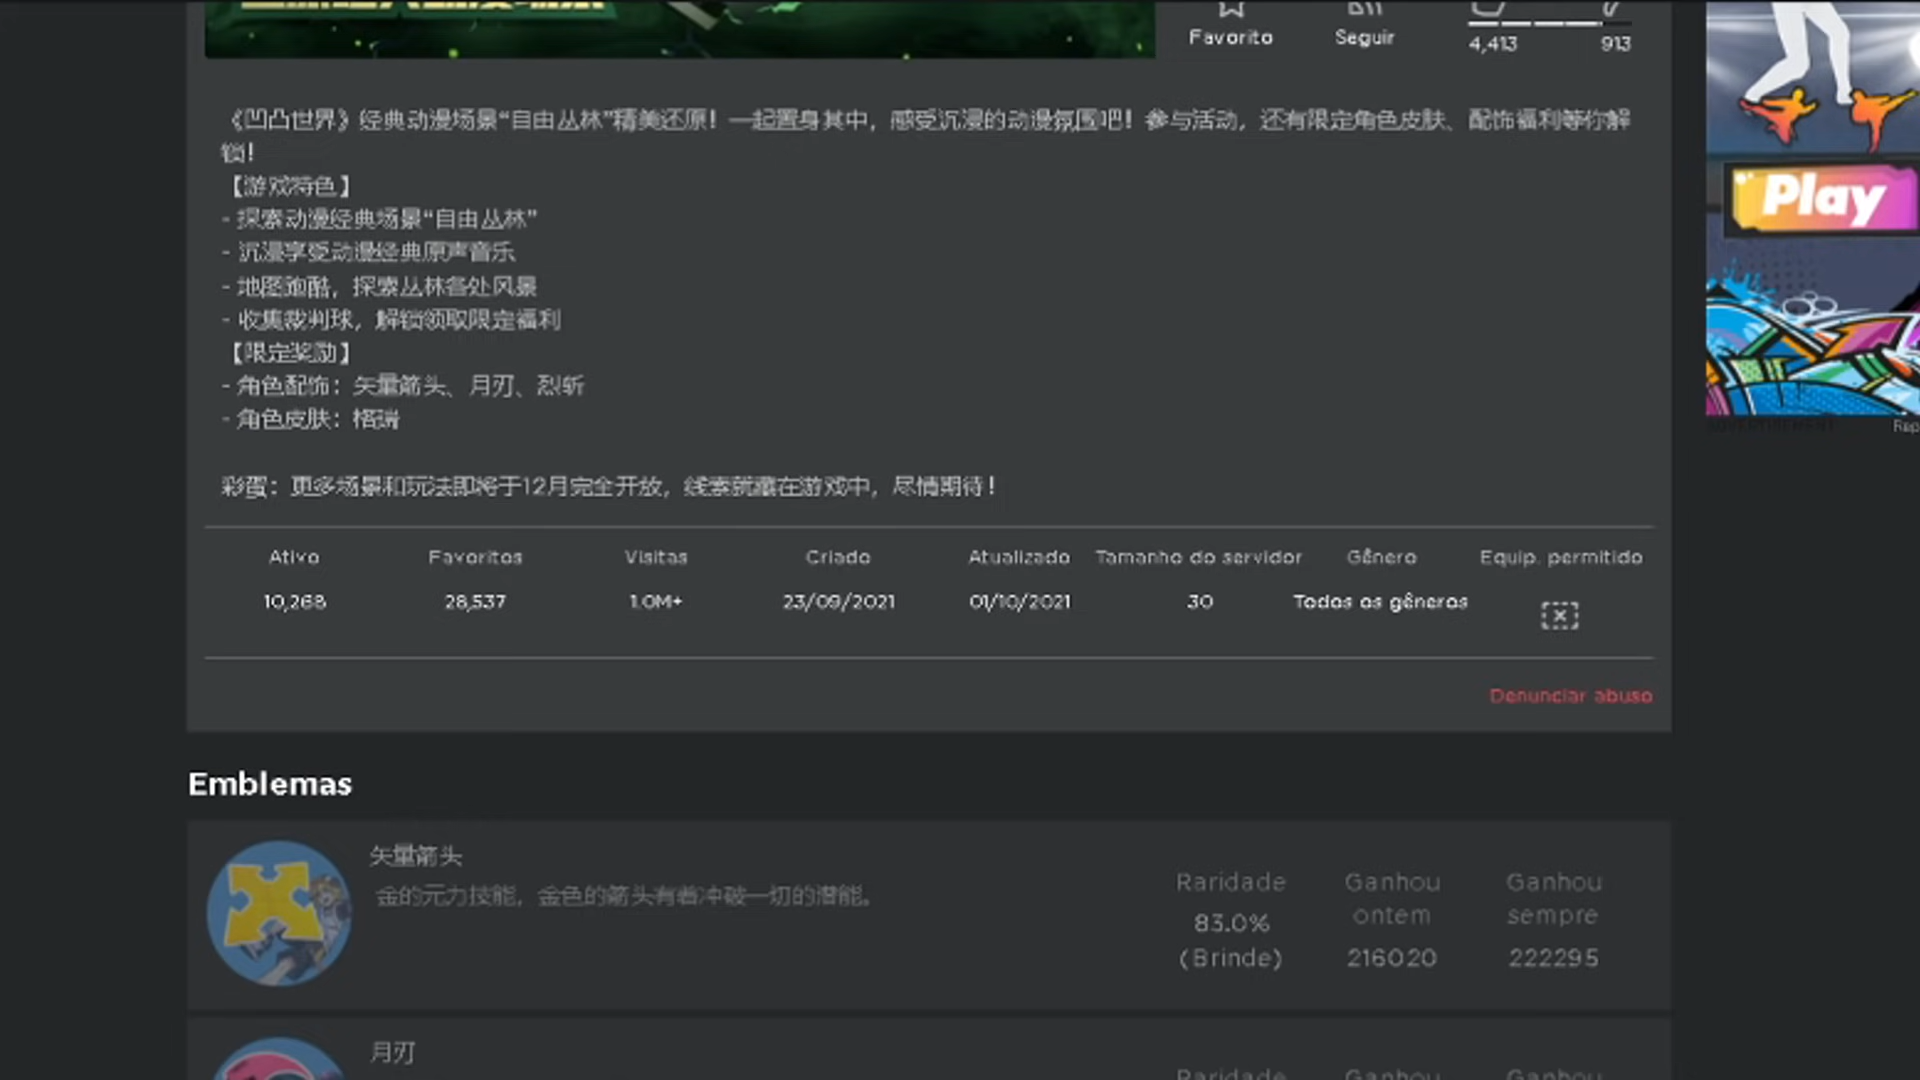 Favorito
Seguir
4,413
913
《凹凸世界》经典动漫场景“自由丛林”精美还原！一起置身其中，感受沉浸的动漫氛围吧！参与活动，还有限定角色皮肤、配饰福利等你解
锁！
【游戏特色】
- 探索动漫经典场景“自由丛林”
- 沉浸享受动漫经典原声音乐
- 地图跑酷，探索丛林各处风景
- 收集裁判球，解锁领取限定福利
【限定奖励】
- 角色配饰：矢量箭头、月刃、烈斩
- 角色皮肤：格瑞
彩蛋：更多场景和玩法即将于12月完全开放，线索就藏在游戏中，尽情期待！
Ativo Favoritos Visitas Criado Atualizado Tamanho do servidor Gênero Equip. permitido
10,268 28,537 1.0M+ 23/09/2021 01/10/2021 30 Todos os gêneros
Denunciar abuso
Emblemas
矢量箭头
金的元力技能，金色的箭头有着冲破一切的潜能。
Raridade
83.0%
(Brinde)
Ganhou
ontem
216020
Ganhou
sempre
222295
月刃
Raridade Ganhou Ganhou
Play
ADVERTISEMENT
Rep